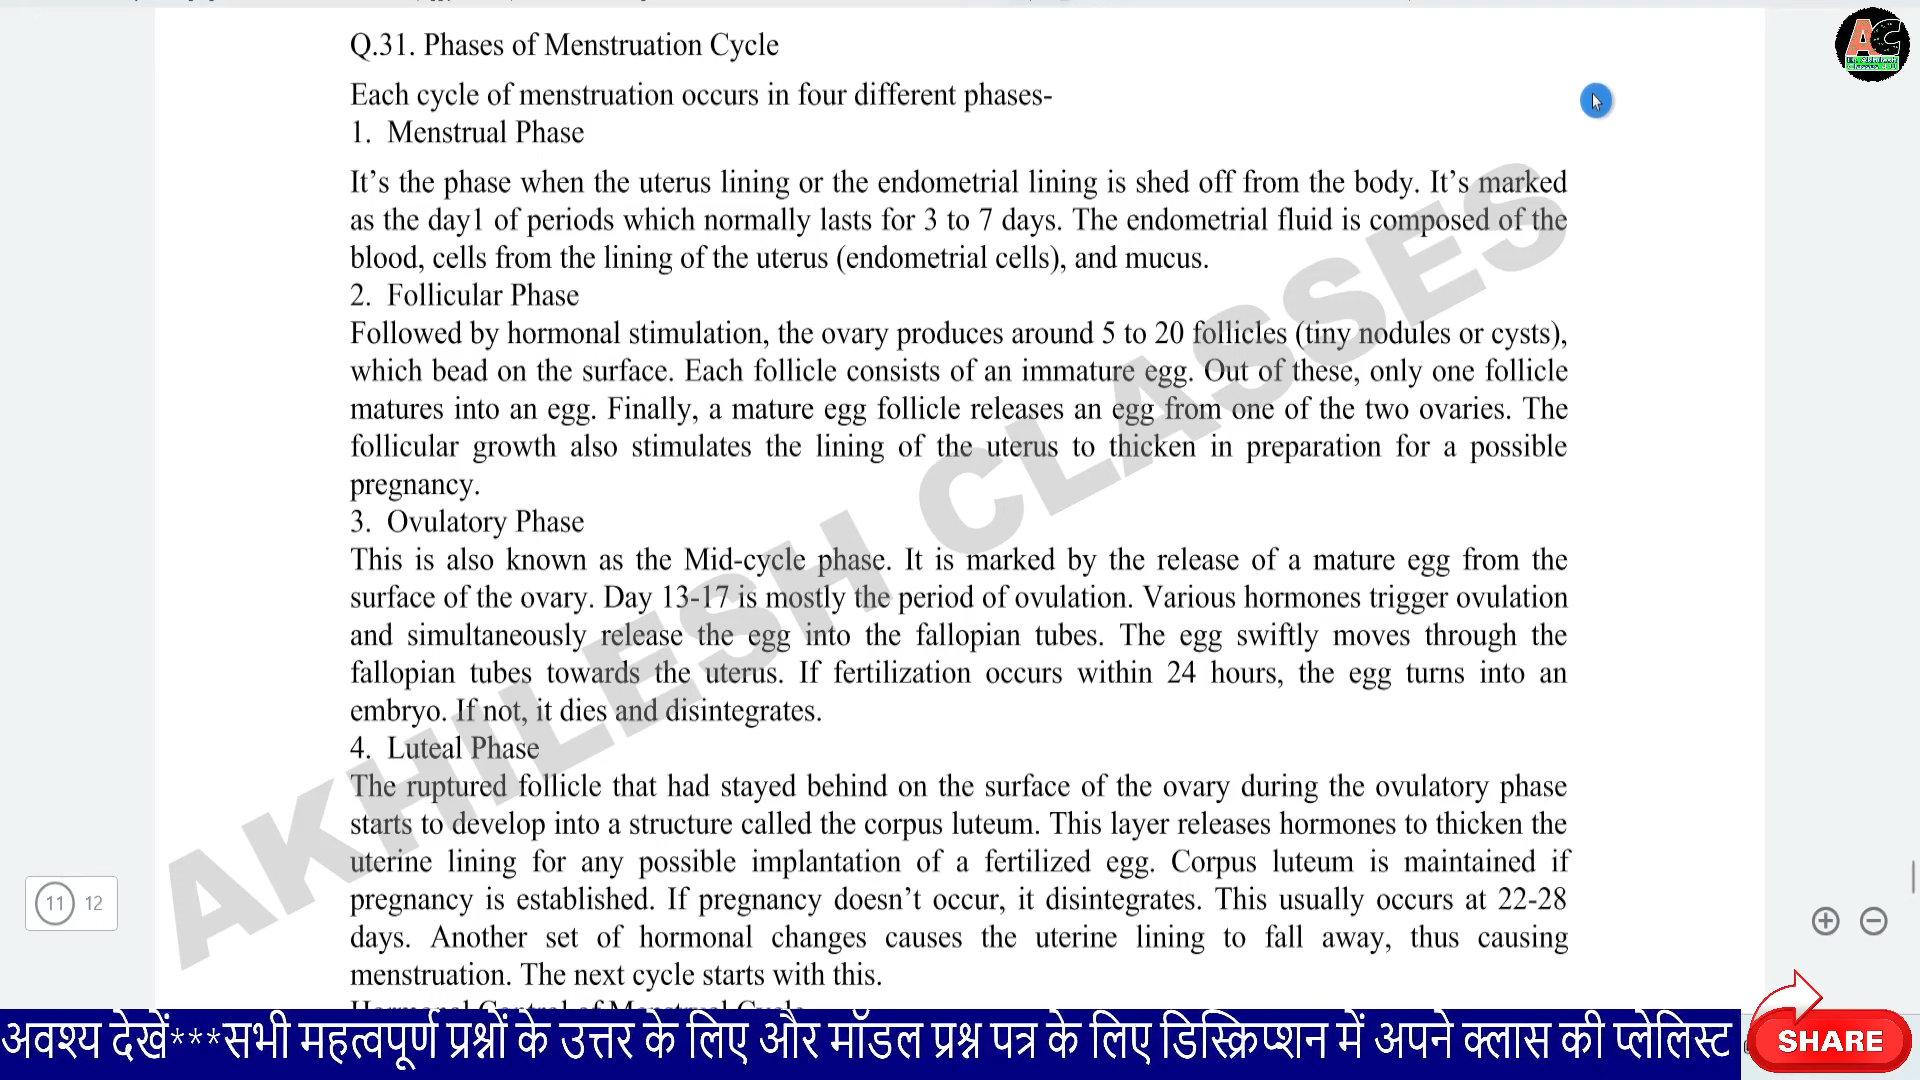 Q.31. Phases of Menstruation Cycle
Each cycle of menstruation occurs in four different phases-
1. Menstrual Phase
It's the phase when the uterus lining or the endometrial lining is shed off from the body. It's marked
as the day1 of periods which normally lasts for 3 to 7 days. The endometrial fluid is composed of the
blood, cells from the lining of the uterus (endometrial cells), and mucus.
2. Follicular Phase
Followed by hormonal stimulation, the ovary produces around 5 to 20 follicles (tiny nodules or cysts),
which bead on the surface. Each follicle consists of an immature egg. Out of these, only one follicle
matures into an egg. Finally, a mature egg follicle releases an egg from one of the two ovaries. The
follicular growth also stimulates the lining of the uterus to thicken in preparation for a possible
pregnancy.
3. Ovulatory Phase
This is also known as the Mid-cycle phase. It is marked by the release of a mature egg from the
surface of the ovary. Day 13-17 is mostly the period of ovulation. Various hormones trigger ovulation
and simultaneously release the egg into the fallopian tubes. The egg swiftly moves through the
fallopian tubes towards the uterus. If fertilization occurs within 24 hours, the egg turns into an
embryo. If not, it dies and disintegrates.
4. Luteal Phase
The ruptured follicle that had stayed behind on the surface of the ovary during the ovulatory phase
starts to develop into a structure called the corpus luteum. This layer releases hormones to thicken the
uterine lining for any possible implantation of a fertilized egg. Corpus luteum is maintained if
pregnancy is established. If pregnancy doesn't occur, it disintegrates. This usually occurs at 22-28
days. Another set of hormonal changes causes the uterine lining to fall away, thus causing
menstruation. The next cycle starts with this.
Hormonal Control of Menstrual Cycle
AKHILESH CLASSES
AC
11 12
अवश्य देखें***सभी महत्वपूर्ण प्रश्नों के उत्तर के लिए और मॉडल प्रश्न पत्र के लिए डिस्क्रिप्शन में अपने क्लास की प्लेलिस्ट
SHARE